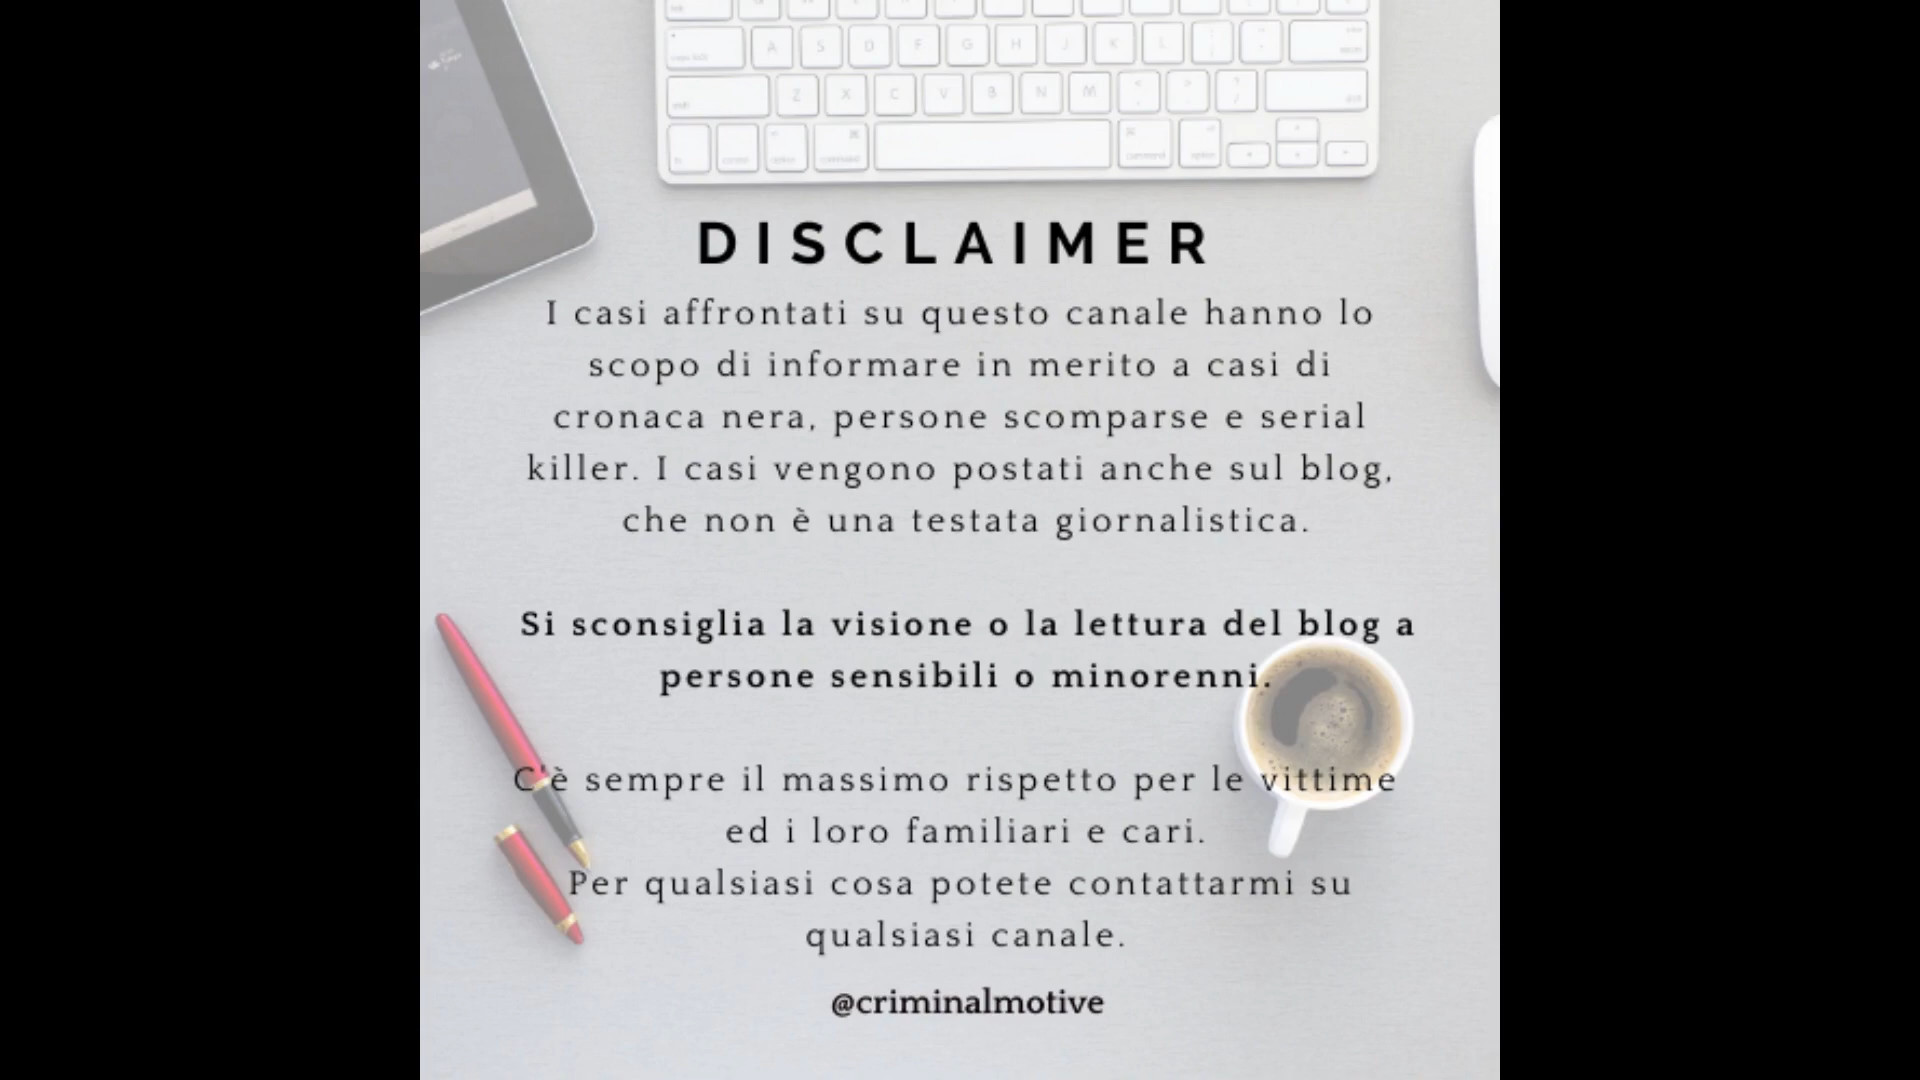 A S D F G H J K L
Z X C V B N M
DISCLAIMER
I casi affrontati su questo canale hanno lo
scopo di informare in merito a casi di
cronaca nera, persone scomparse e serial
killer. I casi vengono postati anche sul blog,
che non è una testata giornalistica.
Si sconsiglia la visione o la lettura del blog a
persone sensibili o minorenni.
C'è sempre il massimo rispetto per le vittime
ed i loro familiari e cari.
Per qualsiasi cosa potete contattarmi su
qualsiasi canale.
@criminalmotive